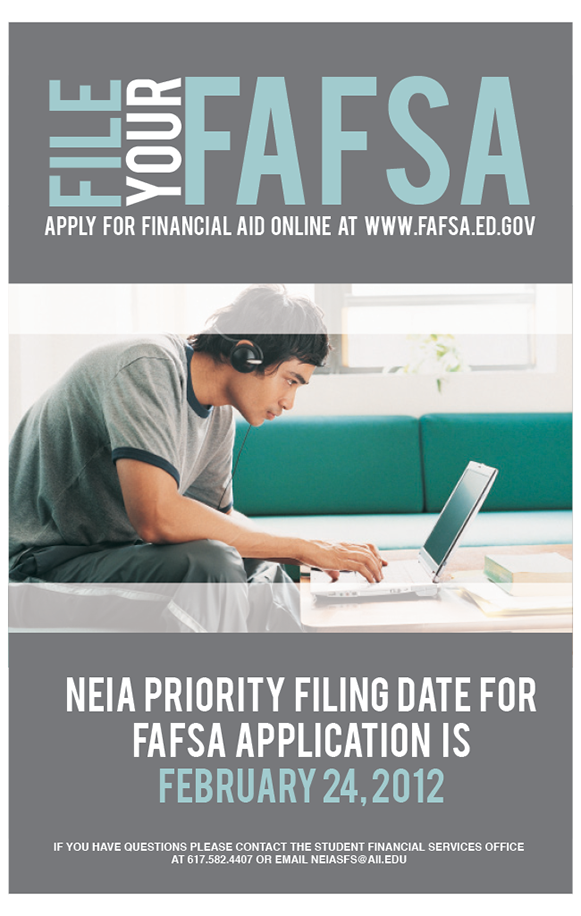 FILE YOUR FAFSA
APPLY FOR FINANCIAL AID ONLINE AT WWW.FAFSA.ED.GOV
NEIA PRIORITY FILING DATE FOR
FAFSA APPLICATION IS
FEBRUARY 24, 2012
IF YOU HAVE QUESTIONS PLEASE CONTACT THE STUDENT FINANCIAL SERVICES OFFICE
AT 617.582.4407 OR EMAIL NEIASFS@AII.EDU